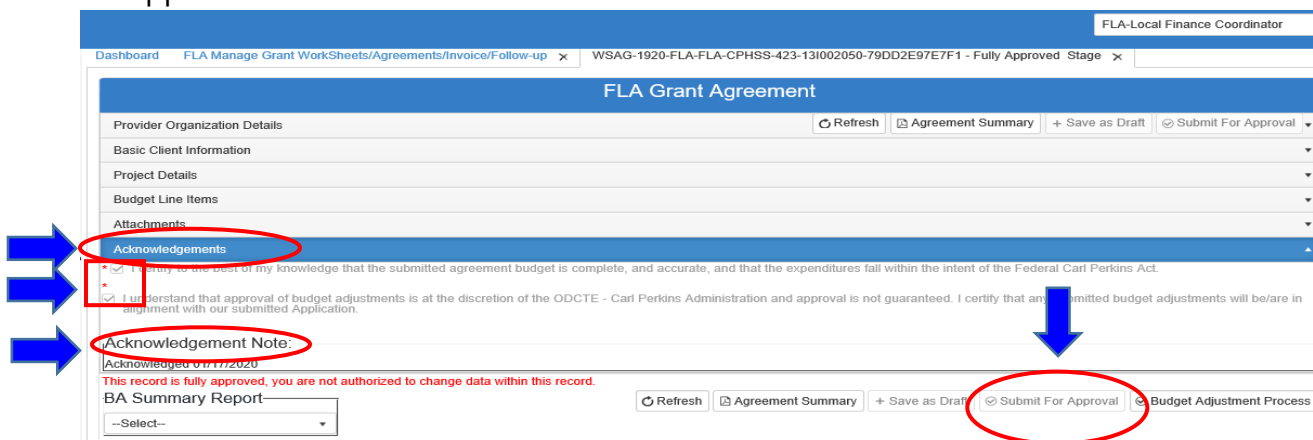 FLA-Local Finance Coordinator
Dashboard FLA Manage Grant WorkSheets/Agreements/Invoice/Follow-up × WSAG-1920-FLA-FLA-CPHSS-423-13I002050-79DD2E97E7F1 - Fully Approved Stage ×
FLA Grant Agreement
Provider Organization Details Refresh Agreement Summary + Save as Draft Submit For Approval
Basic Client Information
Project Details
Budget Line Items
Attachments
Acknowledgements
* I certify to the best of my knowledge that the submitted agreement budget is complete, and accurate, and that the expenditures fall within the intent of the Federal Carl Perkins Act.
*
I understand that approval of budget adjustments is at the discretion of the ODCTE - Carl Perkins Administration and approval is not guaranteed. I certify that any submitted budget adjustments will be/are in
alignment with our submitted Application.
Acknowledgement Note:
Acknowledged 01/17/2020
This record is fully approved, you are not authorized to change data within this record.
BA Summary Report
Refresh Agreement Summary + Save as Draft Submit For Approval Budget Adjustment Process
--Select--